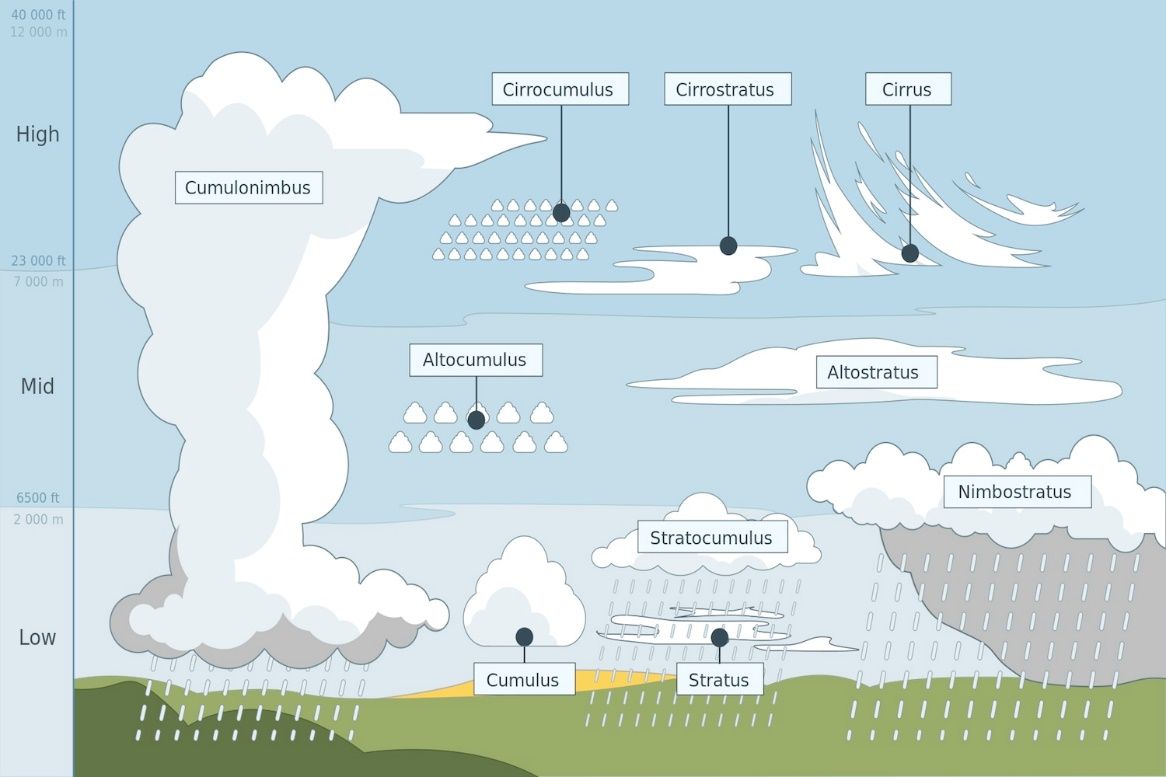 40 000 ft
12 000 m
Cirrocumulus
Cirrostratus
Cirrus
High
Cumulonimbus
23 000 ft
7 000 m
Altocumulus
Altostratus
Mid
Nimbostratus
6500 ft
2 000 m
Stratocumulus
Low
Cumulus
Stratus